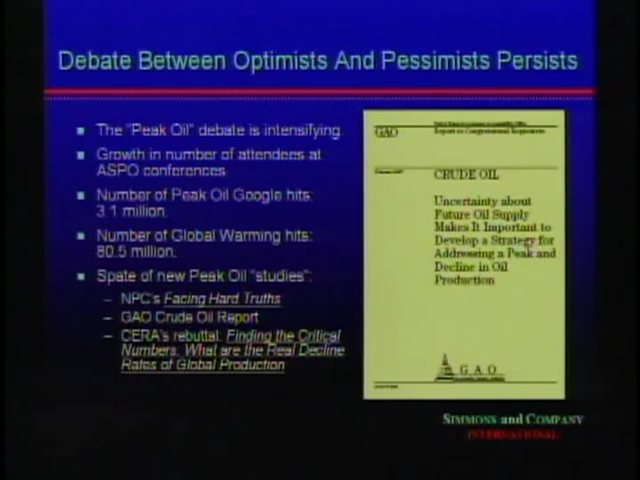 Debate Between Optimists And Pessimists Persists
The "Peak Oil" debate is intensifying.
Growth in number of attendees at
ASPO conferences
Number of Peak Oil Google hits:
3.1 million.
Number of Global Warming hits:
80.5 million.
Spate of new Peak Oil "studies":
– NPC's Facing Hard Truths
– GAO Crude Oil Report
– CERA's rebuttal: Finding the Critical
Numbers: What are the Real Decline
Rates of Global Production
GAO
Report to Congressional Requesters
CRUDE OIL
Uncertainty about
Future Oil Supply
Makes It Important to
Develop a Strategy for
Addressing a Peak and
Decline in Oil
Production
G A O
SIMMONS and COMPANY
INTERNATIONAL